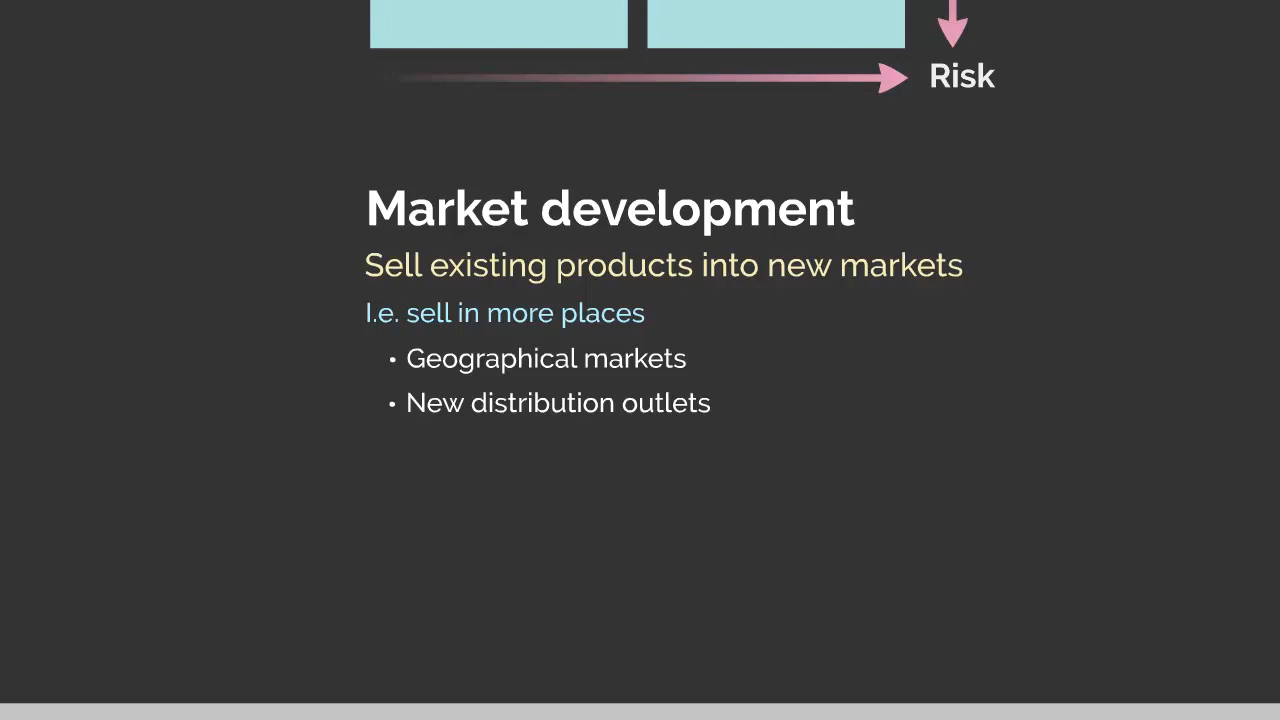 Risk
Market development
Sell existing products into new markets
I.e. sell in more places
• Geographical markets
• New distribution outlets